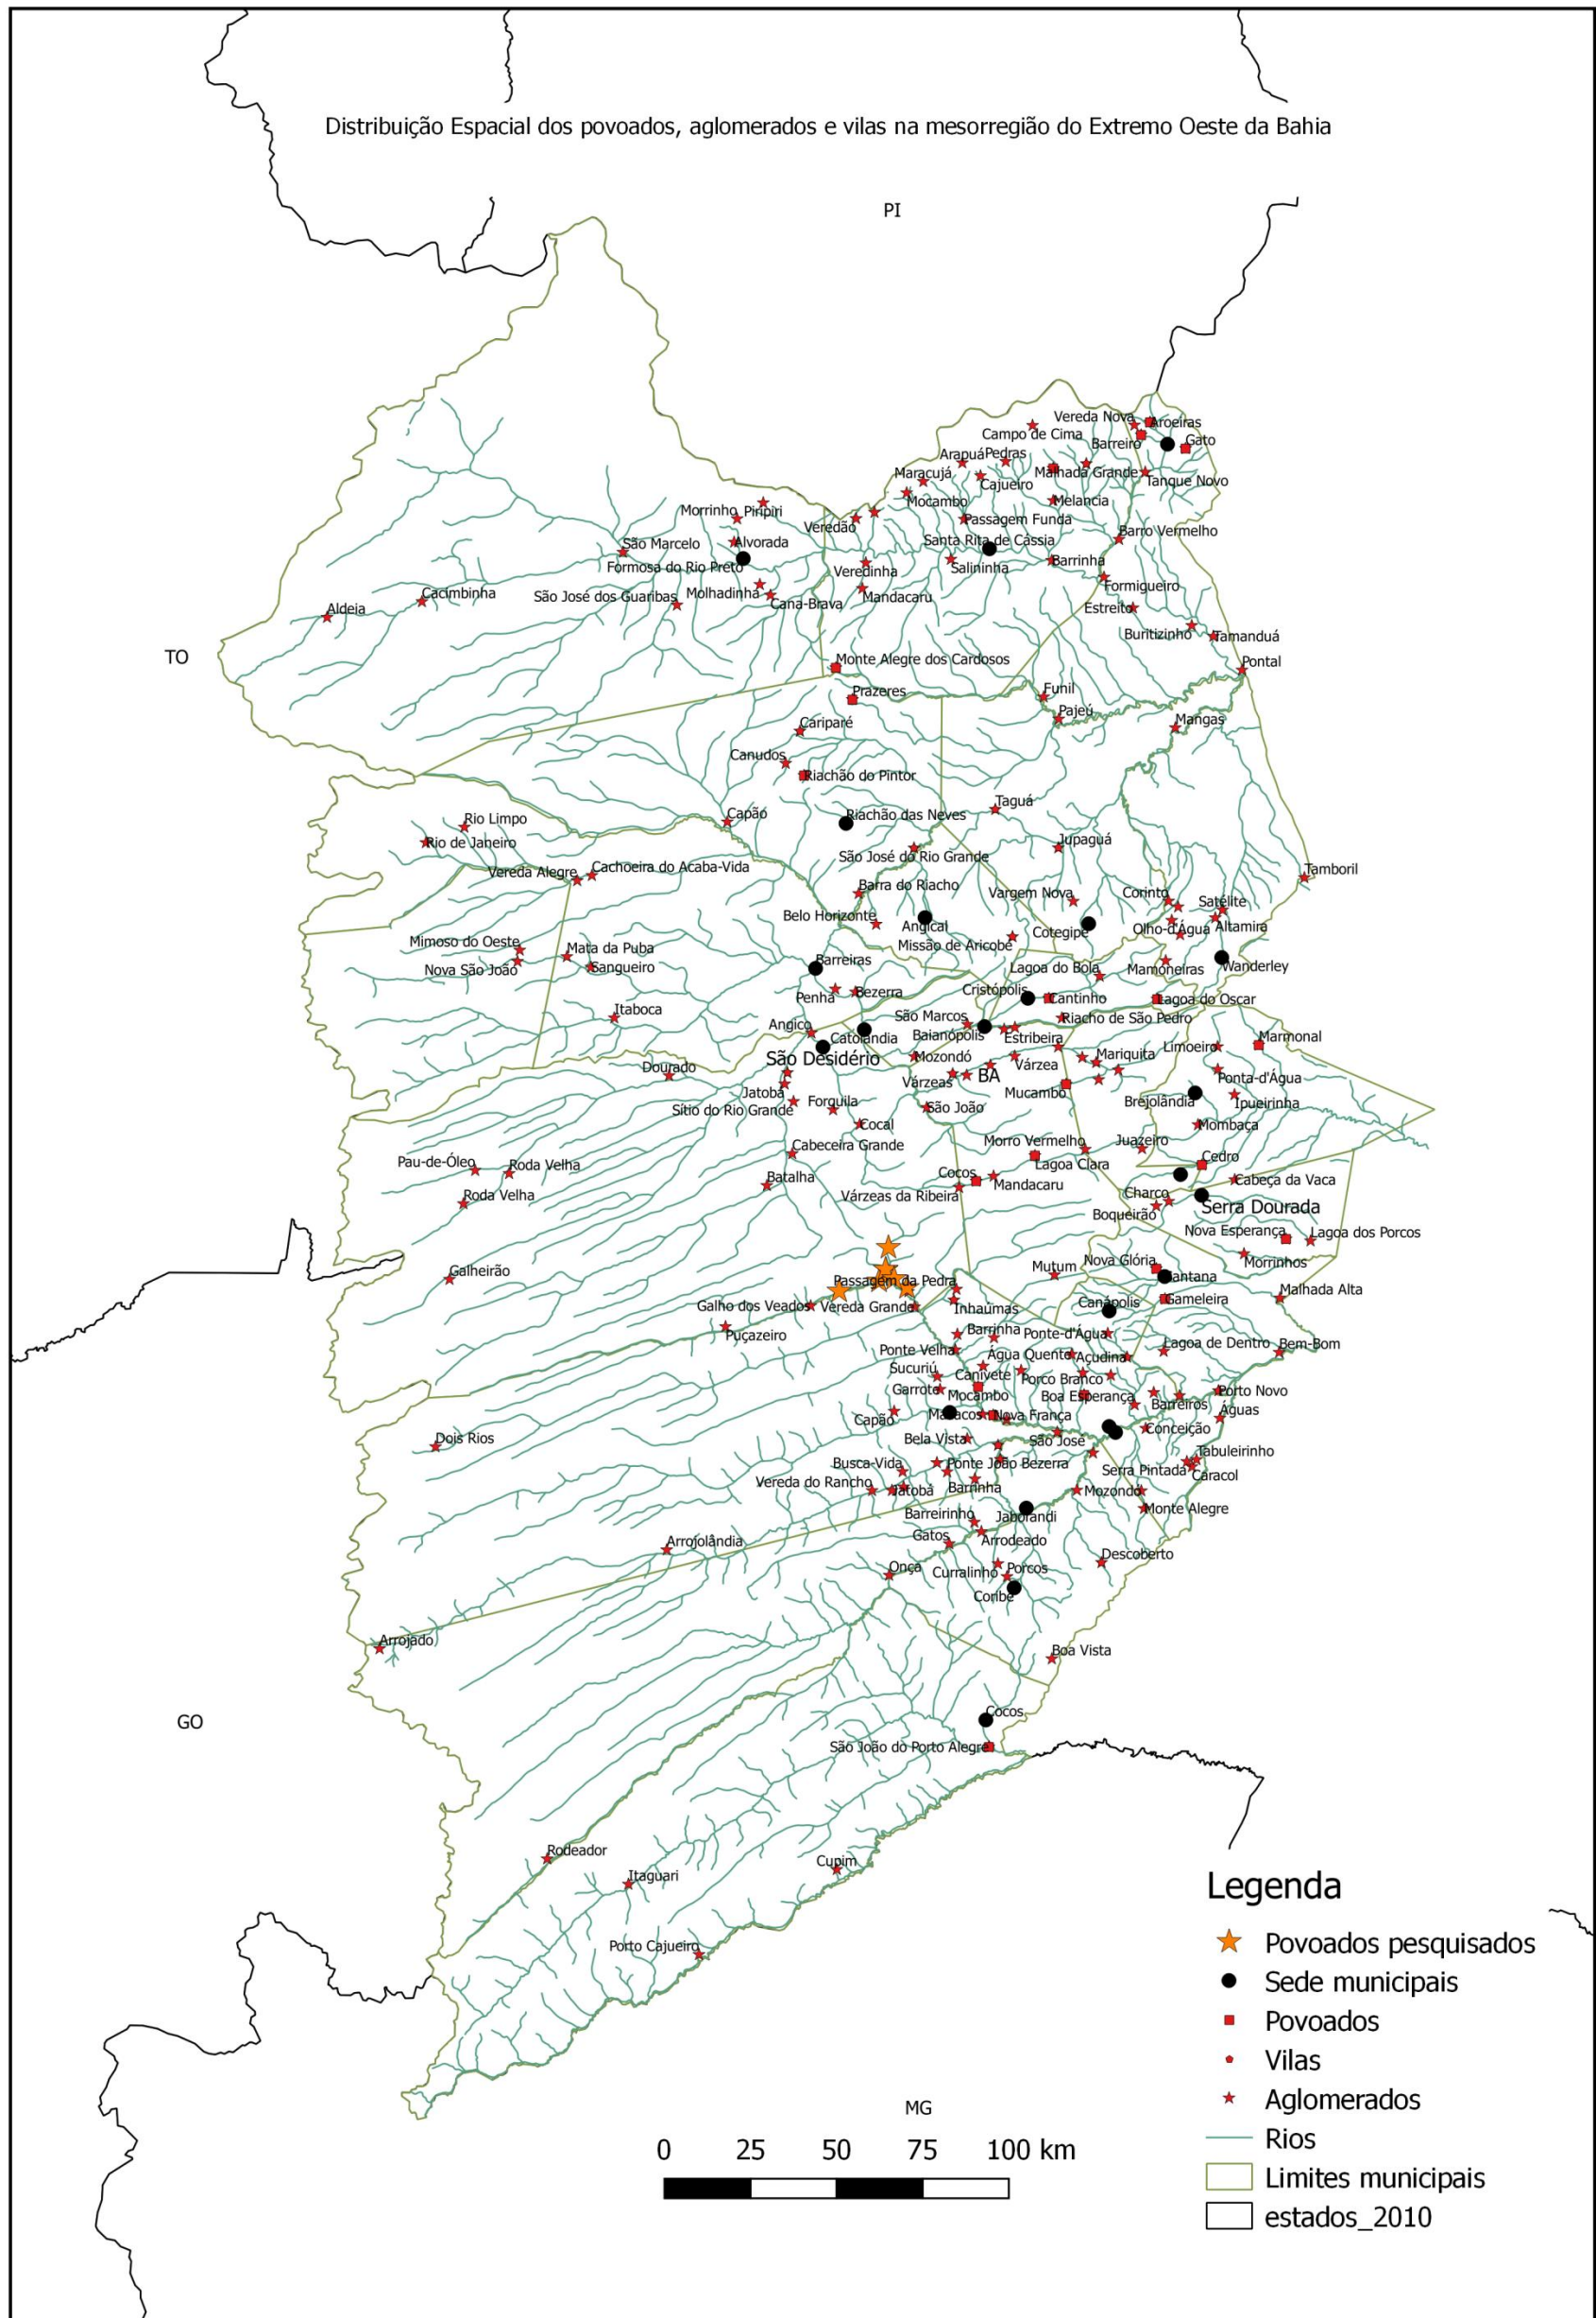 Distribuição Espacial dos povoados, aglomerados e vilas na mesorregião do Extremo Oeste da Bahia
PI
Vereda Nova
Aroeiras
Campo de Cima
Barreiro
Gato
Arapuá
Pedras
Maracujá
Malhada Grande
Cajueiro
Tanque Novo
Mocambo
Melancia
Morrinho
Piripiri
Passagem Funda
Veredão
Barro Vermelho
São Marcelo
Alvorada
Santa Rita de Cássia
Formosa do Rio Preto
Veredinha
Salininha
Barrinha
Formigueiro
Cacimbinha
São José dos Guaribas
Molhadinha
Cana-Brava
Mandacaru
Estreito
Aldeia
Buritizinho
Tamanduá
TO
Monte Alegre dos Cardosos
Pontal
Prazeres
Funil
Pajeú
Cariparé
Mangas
Canudos
Riachão do Pintor
Taguá
Capão
Riachão das Neves
Rio Limpo
Rio de Janeiro
Jupaguá
São José do Rio Grande
Cachoeira do Acaba-Vida
Vereda Alegre
Tamboril
Barra do Riacho
Vargem Nova
Corinto
Satélite
Belo Horizonte
Angical
Cotegipe
Olho-d'Água
Altamira
Mimoso do Oeste
Mata da Puba
Missão de Aricobé
Nova São João
Sangueiro
Barreiras
Lagoa do Bola
Mamoneiras
Wanderley
Penha
Bezerra
Cristópolis
Cantinho
Lagoa do Oscar
Itaboca
São Marcos
Riacho de São Pedro
Angico
Catolândia
Baianópolis
Estribeira
Limoeiro
Marmonal
São Desidério
Mozondó
Várzea
Mariquita
Dourado
Várzeas
BA
Ponta-d'Água
Jatobá
Mucambo
Brejolândia
Ipueirinha
Sítio do Rio Grande
Forquila
São João
Cocal
Mombaça
Cabeceira Grande
Morro Vermelho
Juazeiro
Pau-de-Óleo
Roda Velha
Lagoa Clara
Cedro
Batalha
Cocos
Mandacaru
Cabeça da Vaca
Roda Velha
Várzeas da Ribeira
Charco
Serra Dourada
Boqueirão
Nova Esperança
Lagoa dos Porcos
Galheirão
Mutum
Nova Glória
Morrinhos
Passagem da Pedra
Santana
Malhada Alta
Galho dos Veados
Vereda Grande
Inhaúmas
Canápolis
Gameleira
Puçazeiro
Barrinha
Ponte-d'Água
Ponte Velha
Água Quente
Açudina
Lagoa de Dentro
Bem-Bom
Sucuriú
Canivete
Porco Branco
Garrote
Mocambo
Boa Esperança
Barreiros
Porto Novo
Capão
Macacos
Nova França
Águas
Dois Rios
Bela Vista
São José
Conceição
Busca-Vida
Ponte João Bezerra
Tabuleirinho
Serra Pintada
Caracol
Vereda do Rancho
Jatobá
Barrinha
Mozondo
Barreirinho
Jaborandi
Monte Alegre
Arrojolândia
Gatos
Arrodeado
Descoberto
Onça
Curralinho
Porcos
Coribe
Arrojado
Boa Vista
GO
Cocos
São João do Porto Alegre
Rodeador
Itaguari
Cupim
Porto Cajueiro
MG
0 25 50 75 100 km
Legenda
Povoados pesquisados
Sede municipais
Povoados
Vilas
Aglomerados
Rios
Limites municipais
estados_2010